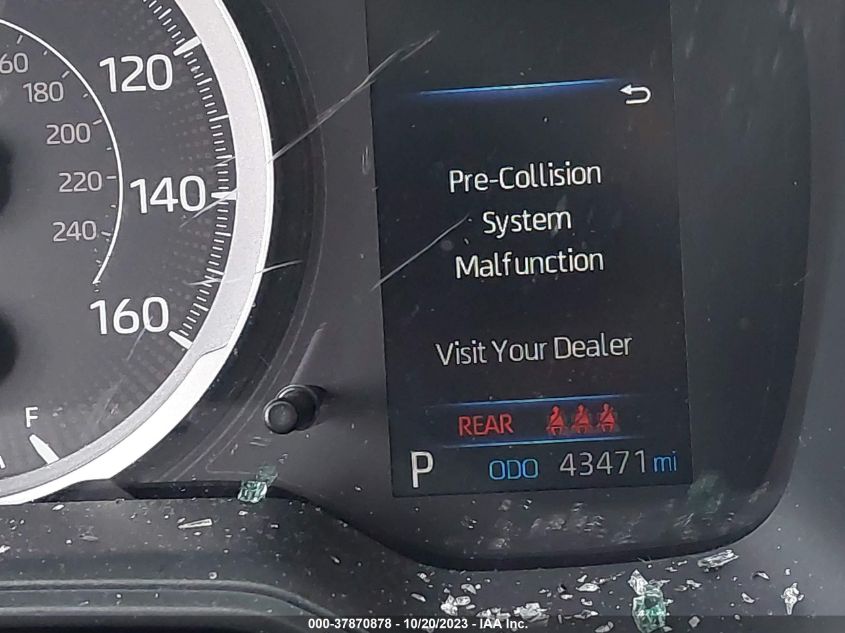 60
180
200
220
240
120
140
160
F
Pre-Collision
System
Malfunction
Visit Your Dealer
REAR
P ODO 43471 mi
000-37870878 - 10/20/2023 - IAA Inc.